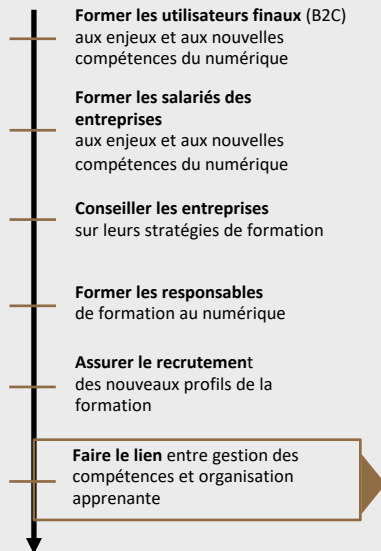 Former les utilisateurs finaux (B2C)
aux enjeux et aux nouvelles
compétences du numérique
Former les salariés des
entreprises
aux enjeux et aux nouvelles
compétences du numérique
Conseiller les entreprises
sur leurs stratégies de formation
Former les responsables
de formation au numérique
Assurer le recrutement
des nouveaux profils de la
formation
Faire le lien entre gestion des
compétences et organisation
apprenante